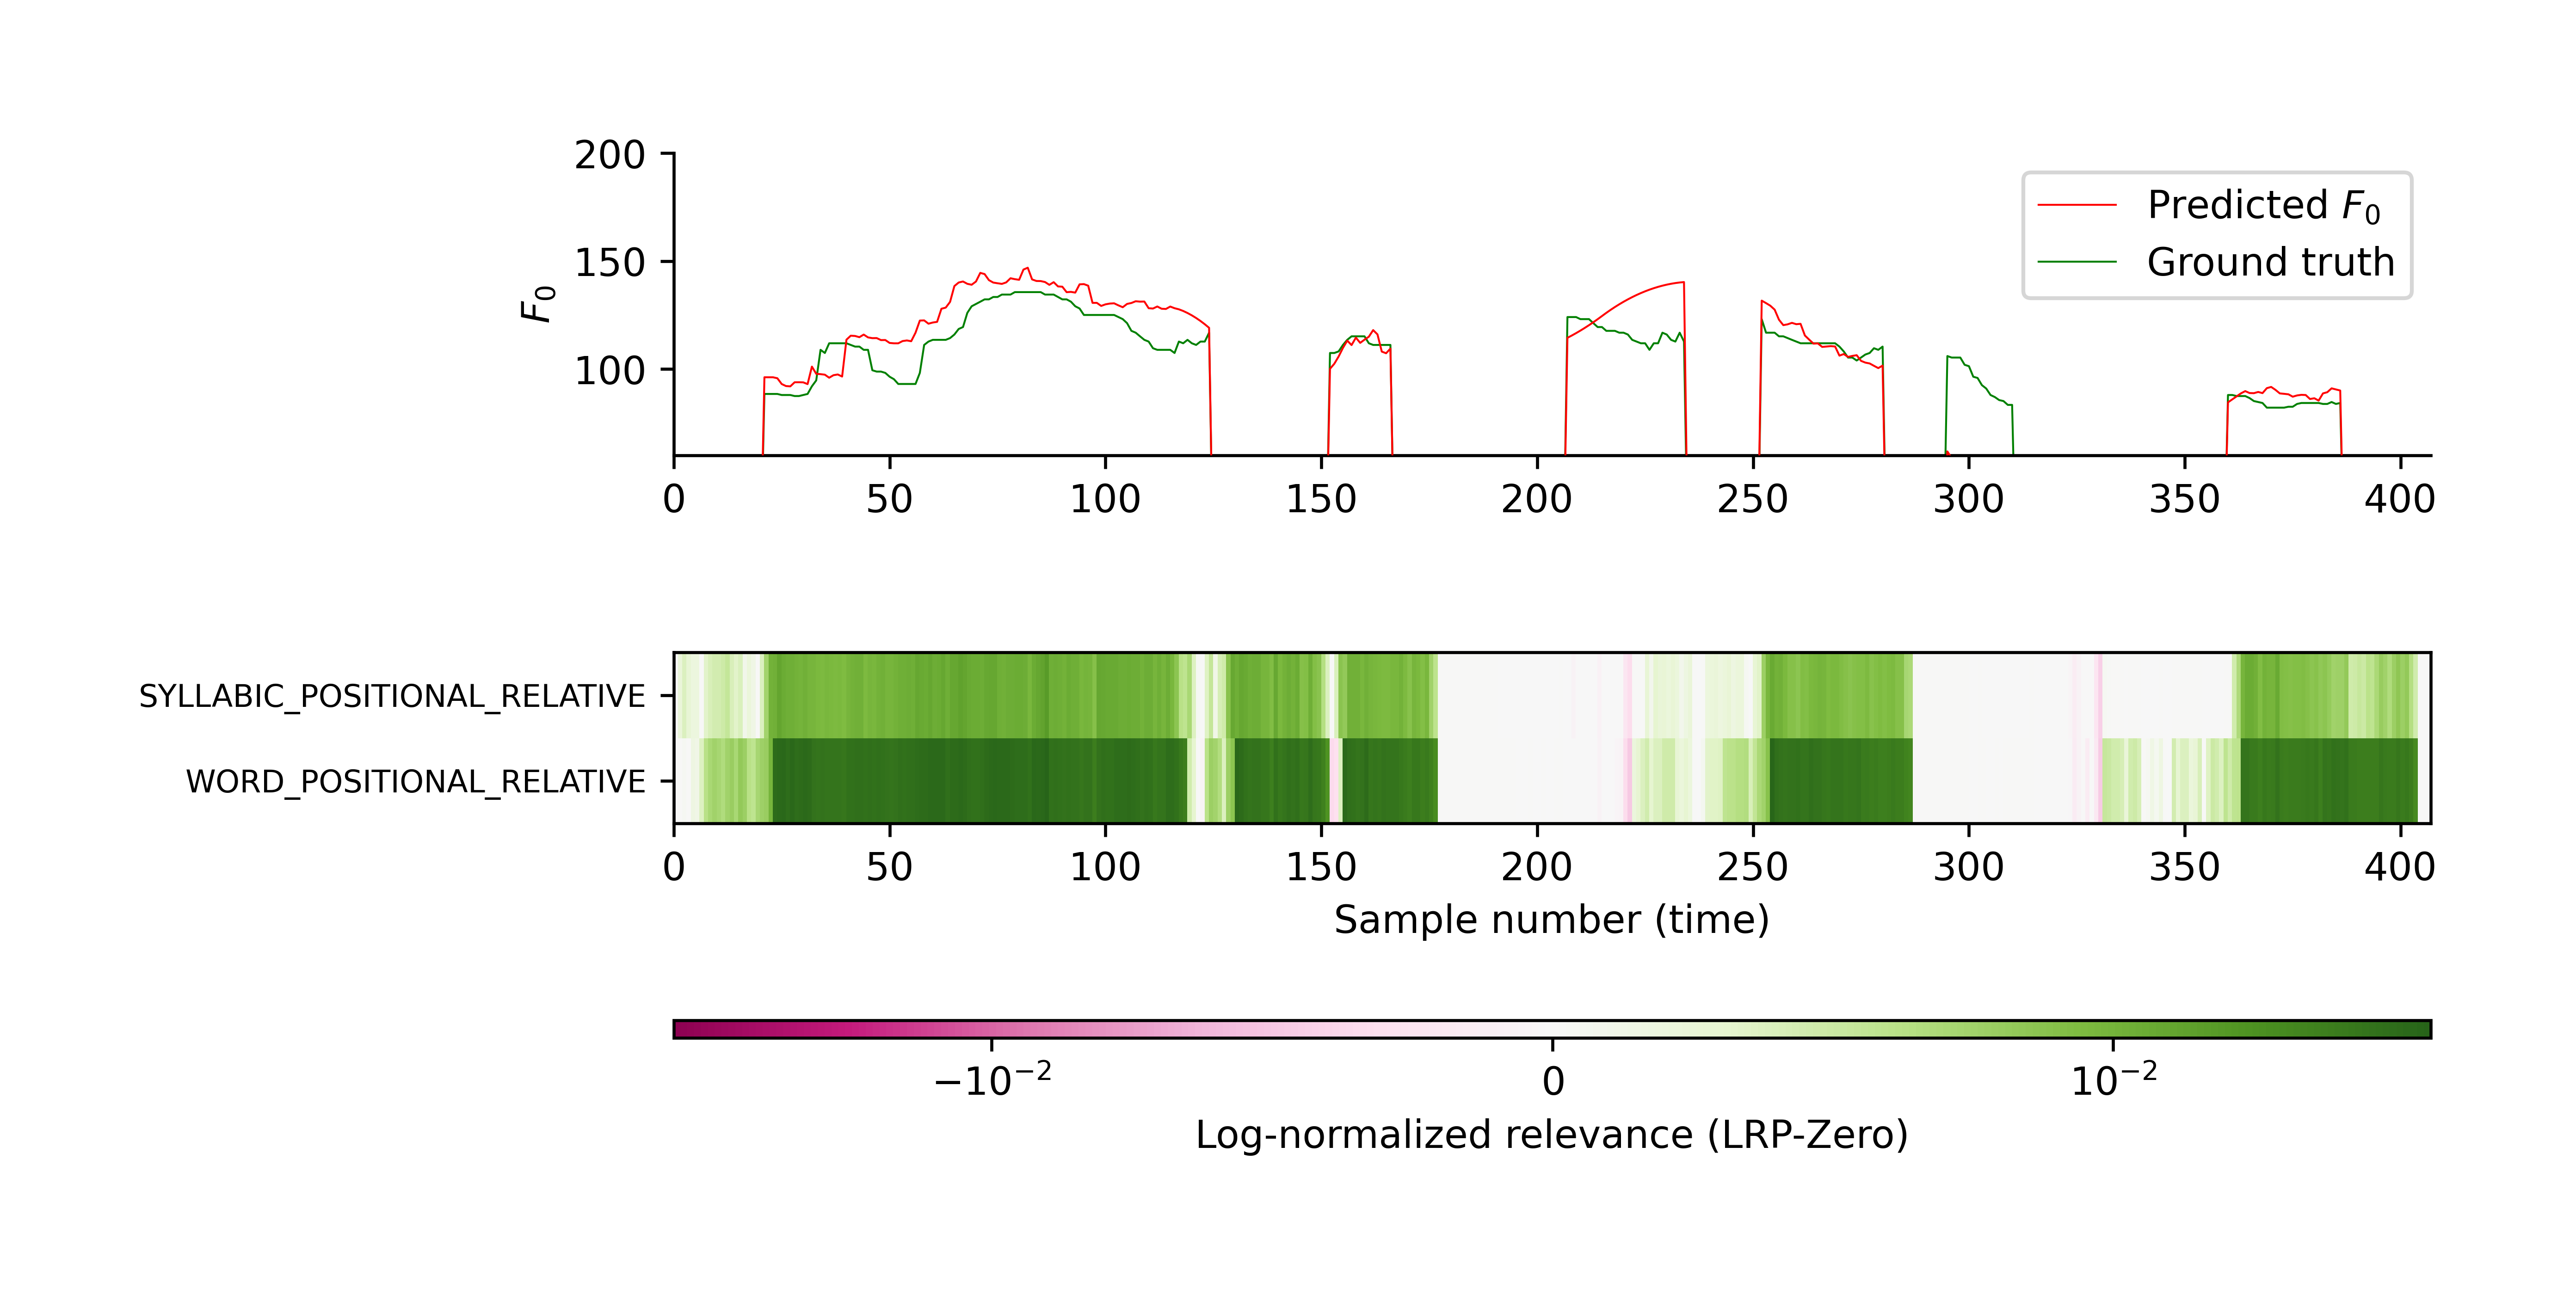 200
150
100
F₀
Predicted F₀
Ground truth
0 50 100 150 200 250 300 350 400
SYLLABIC_POSITIONAL_RELATIVE
WORD_POSITIONAL_RELATIVE
0 50 100 150 200 250 300 350 400
Sample number (time)
−10⁻² 0 10⁻²
Log-normalized relevance (LRP-Zero)